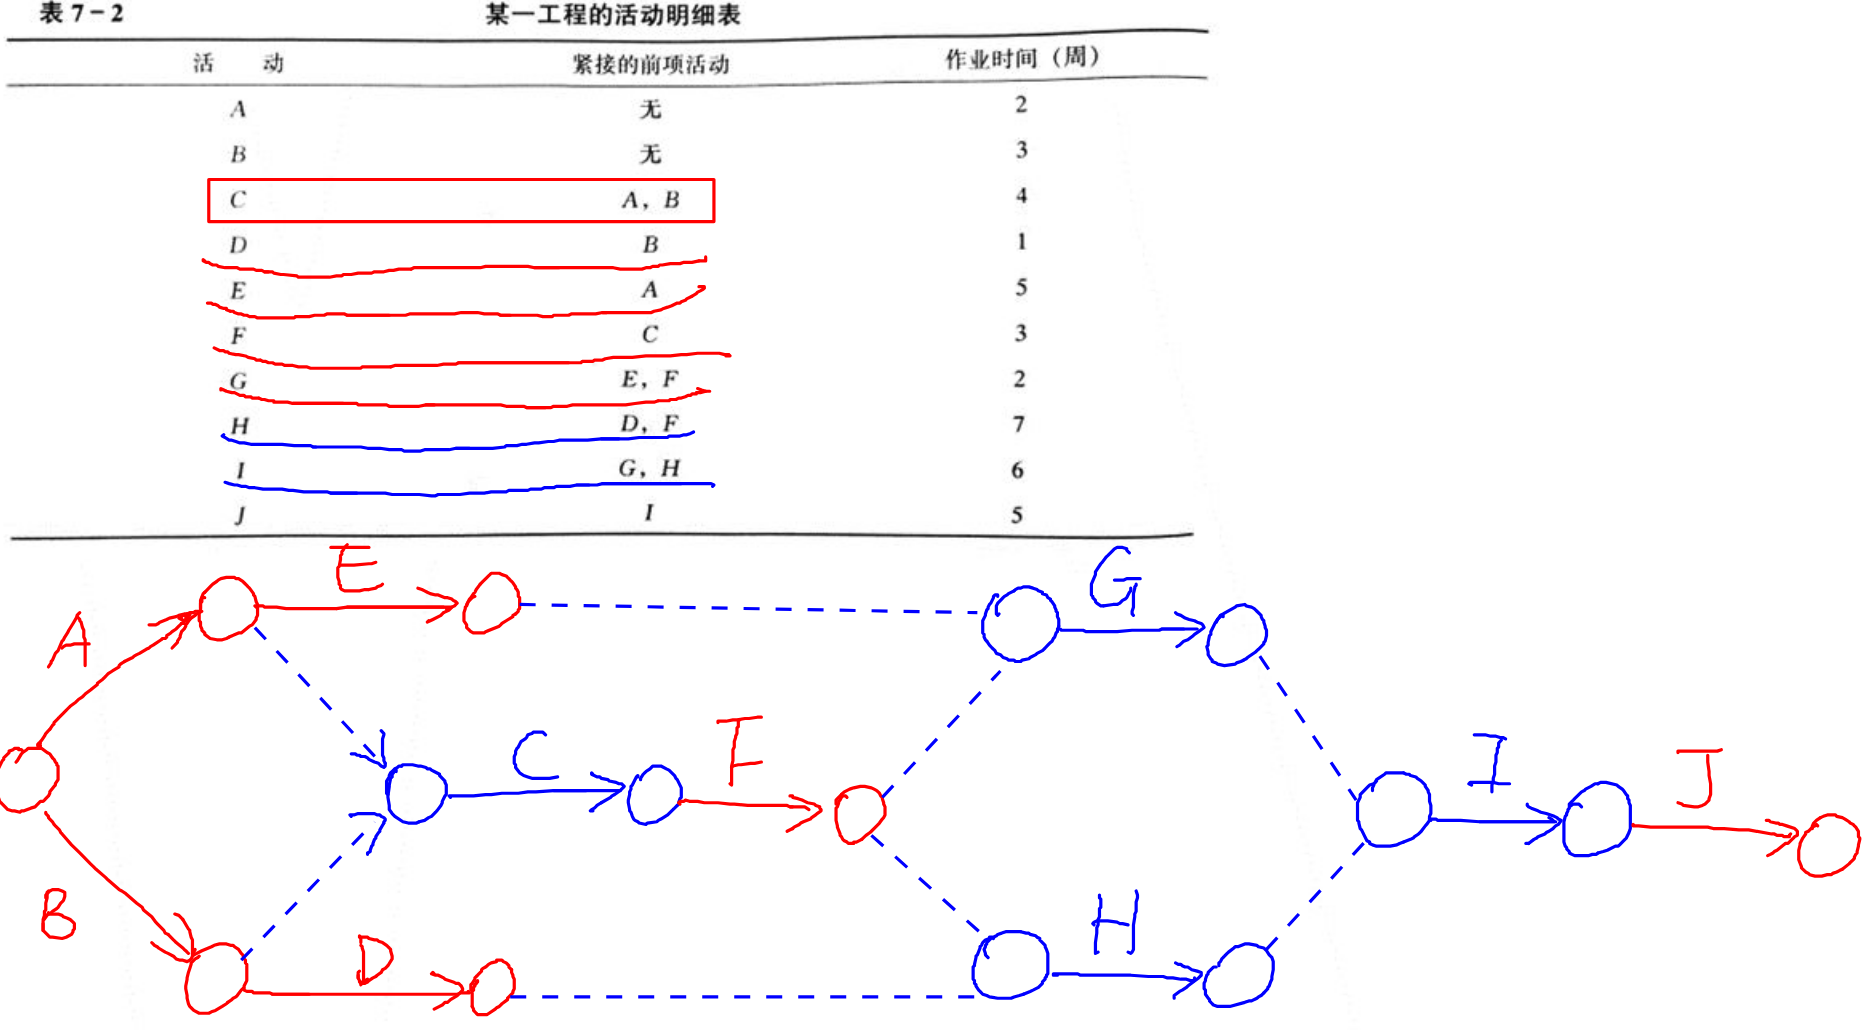 表 7-2 某一工程的活动明细表
活 动 紧接的前项活动 作业时间（周）
A 无 2
B 无 3
C A, B 4
D B 1
E A 5
F C 3
G E, F 2
H D, F 7
I G, H 6
J I 5
E G
A
C F I J
B D H